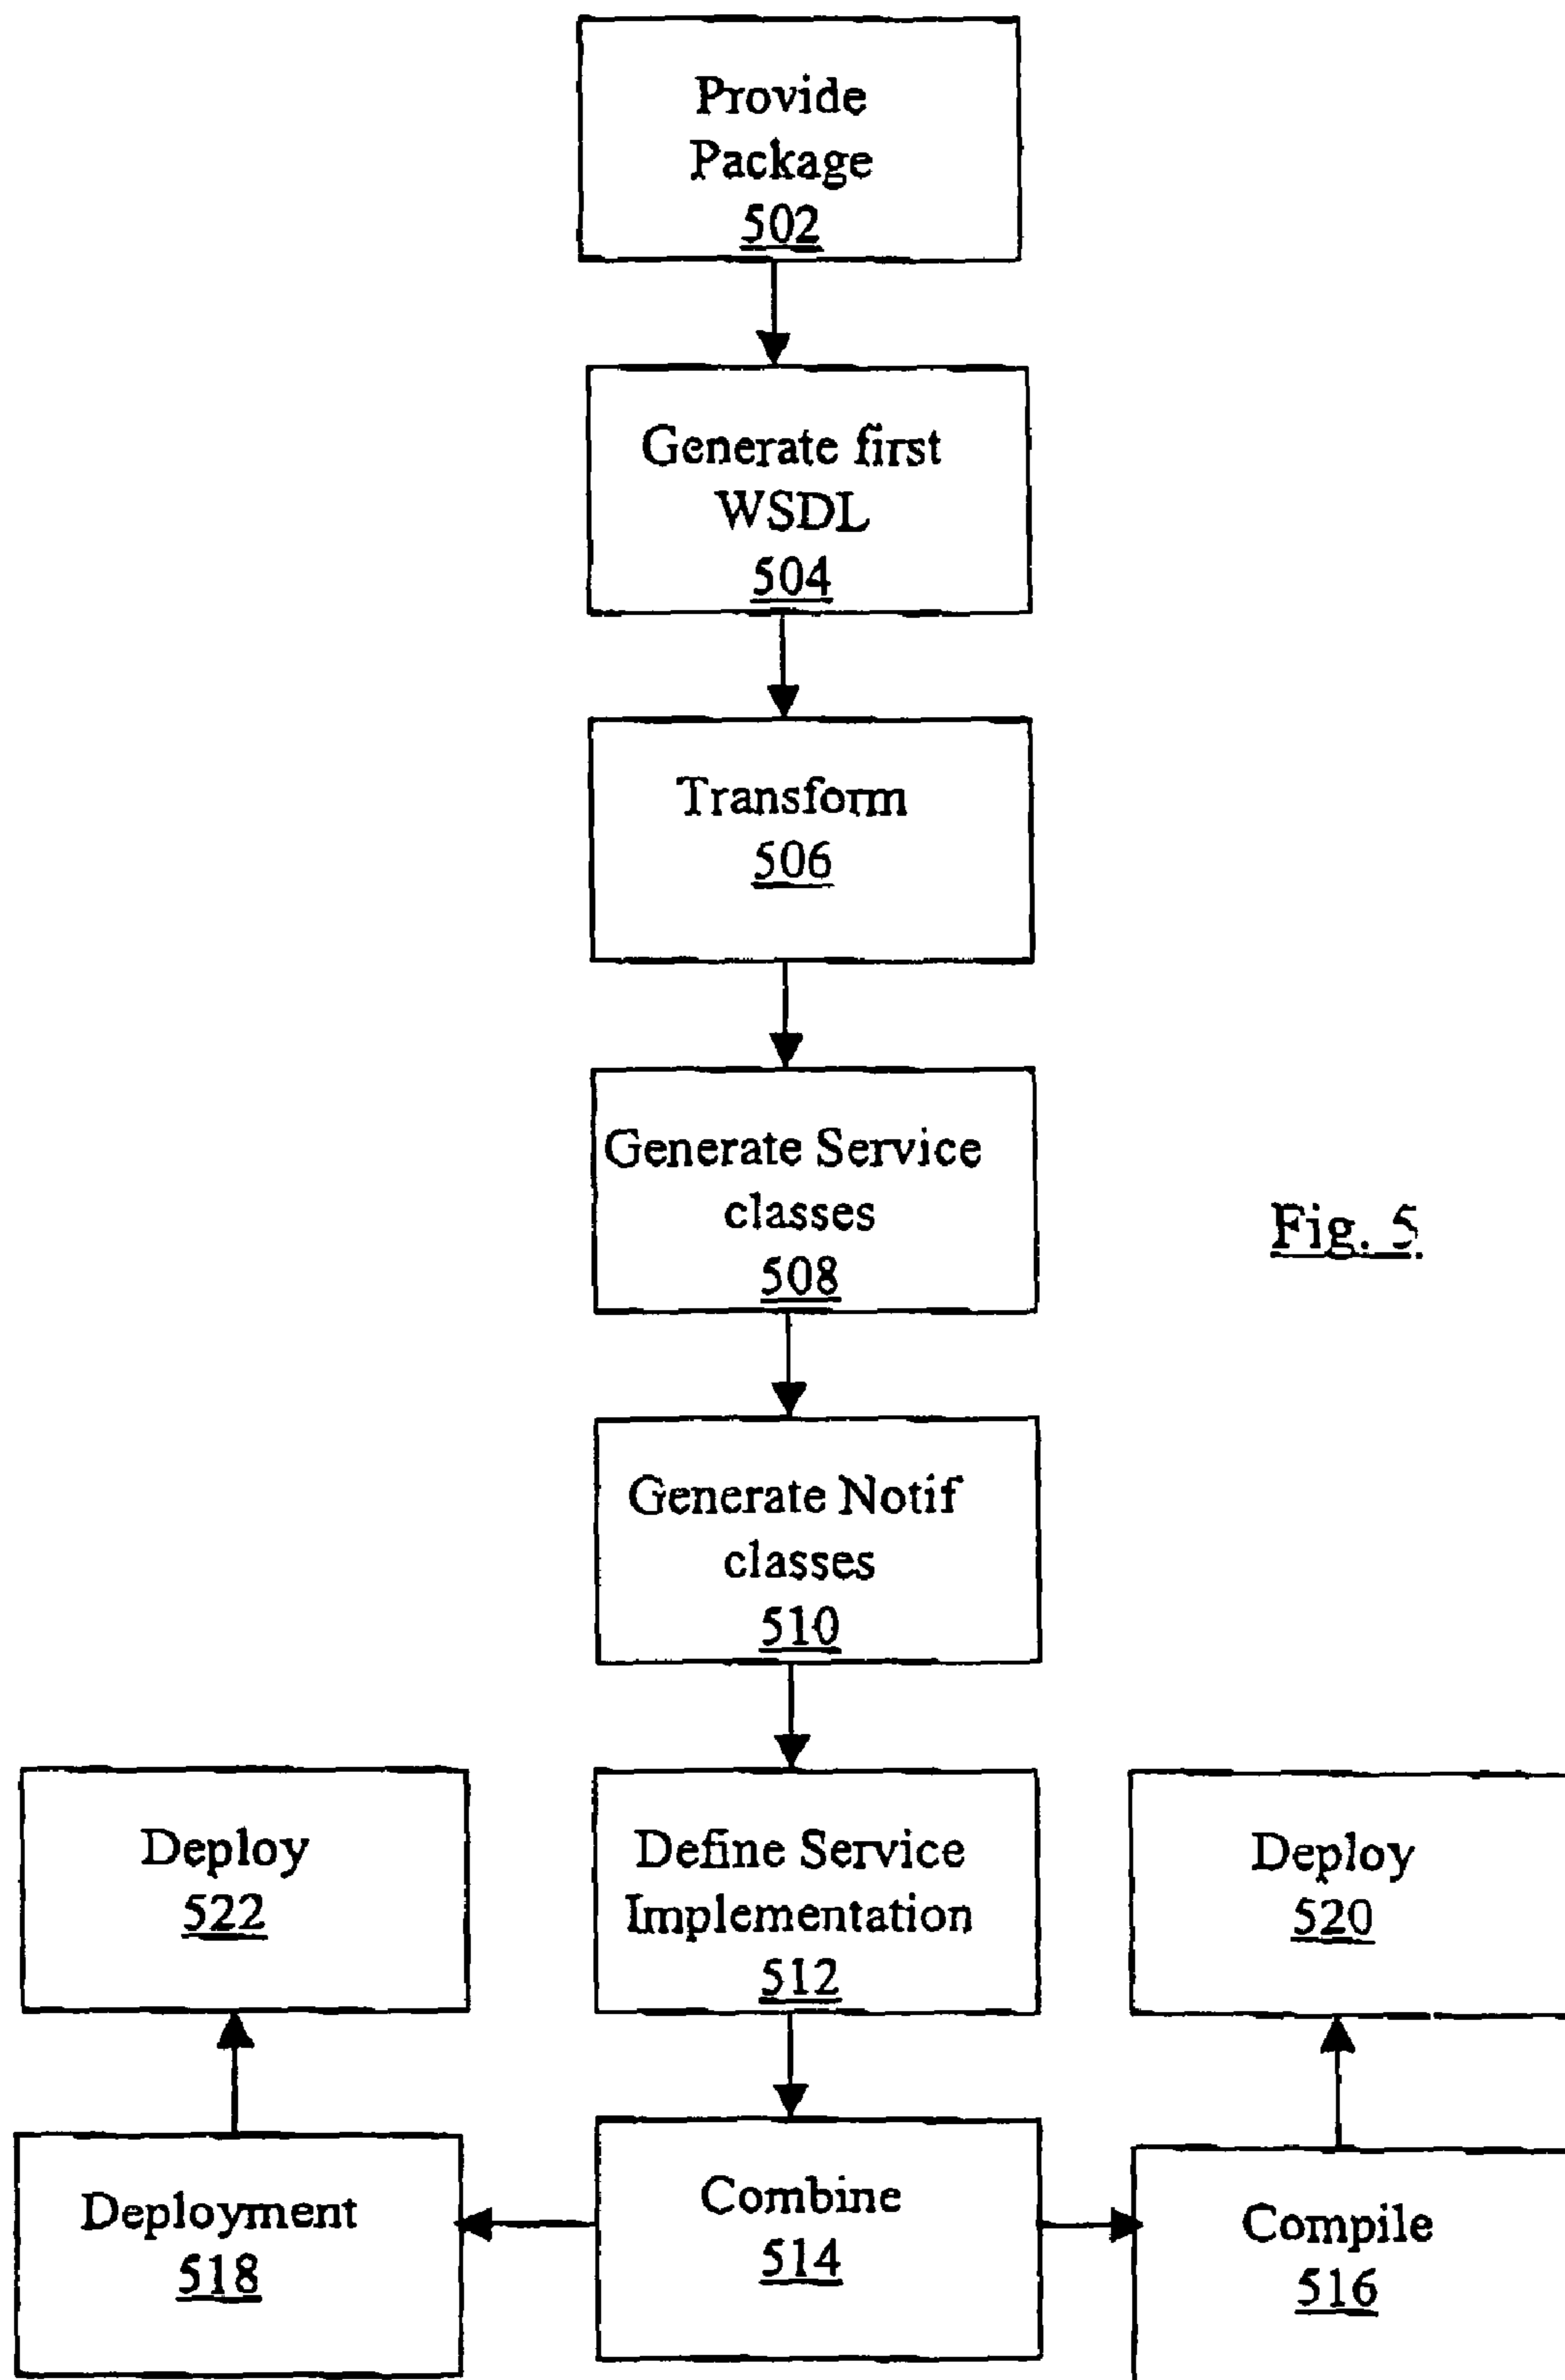 Provide
Package
502
Generate first
WSDL
504
Transform
506
Generate Service
classes
508
Fig. 5
Generate Notif
classes
510
Deploy
522
Define Service
Implementation
512
Deploy
520
Deployment
518
Combine
514
Compile
516